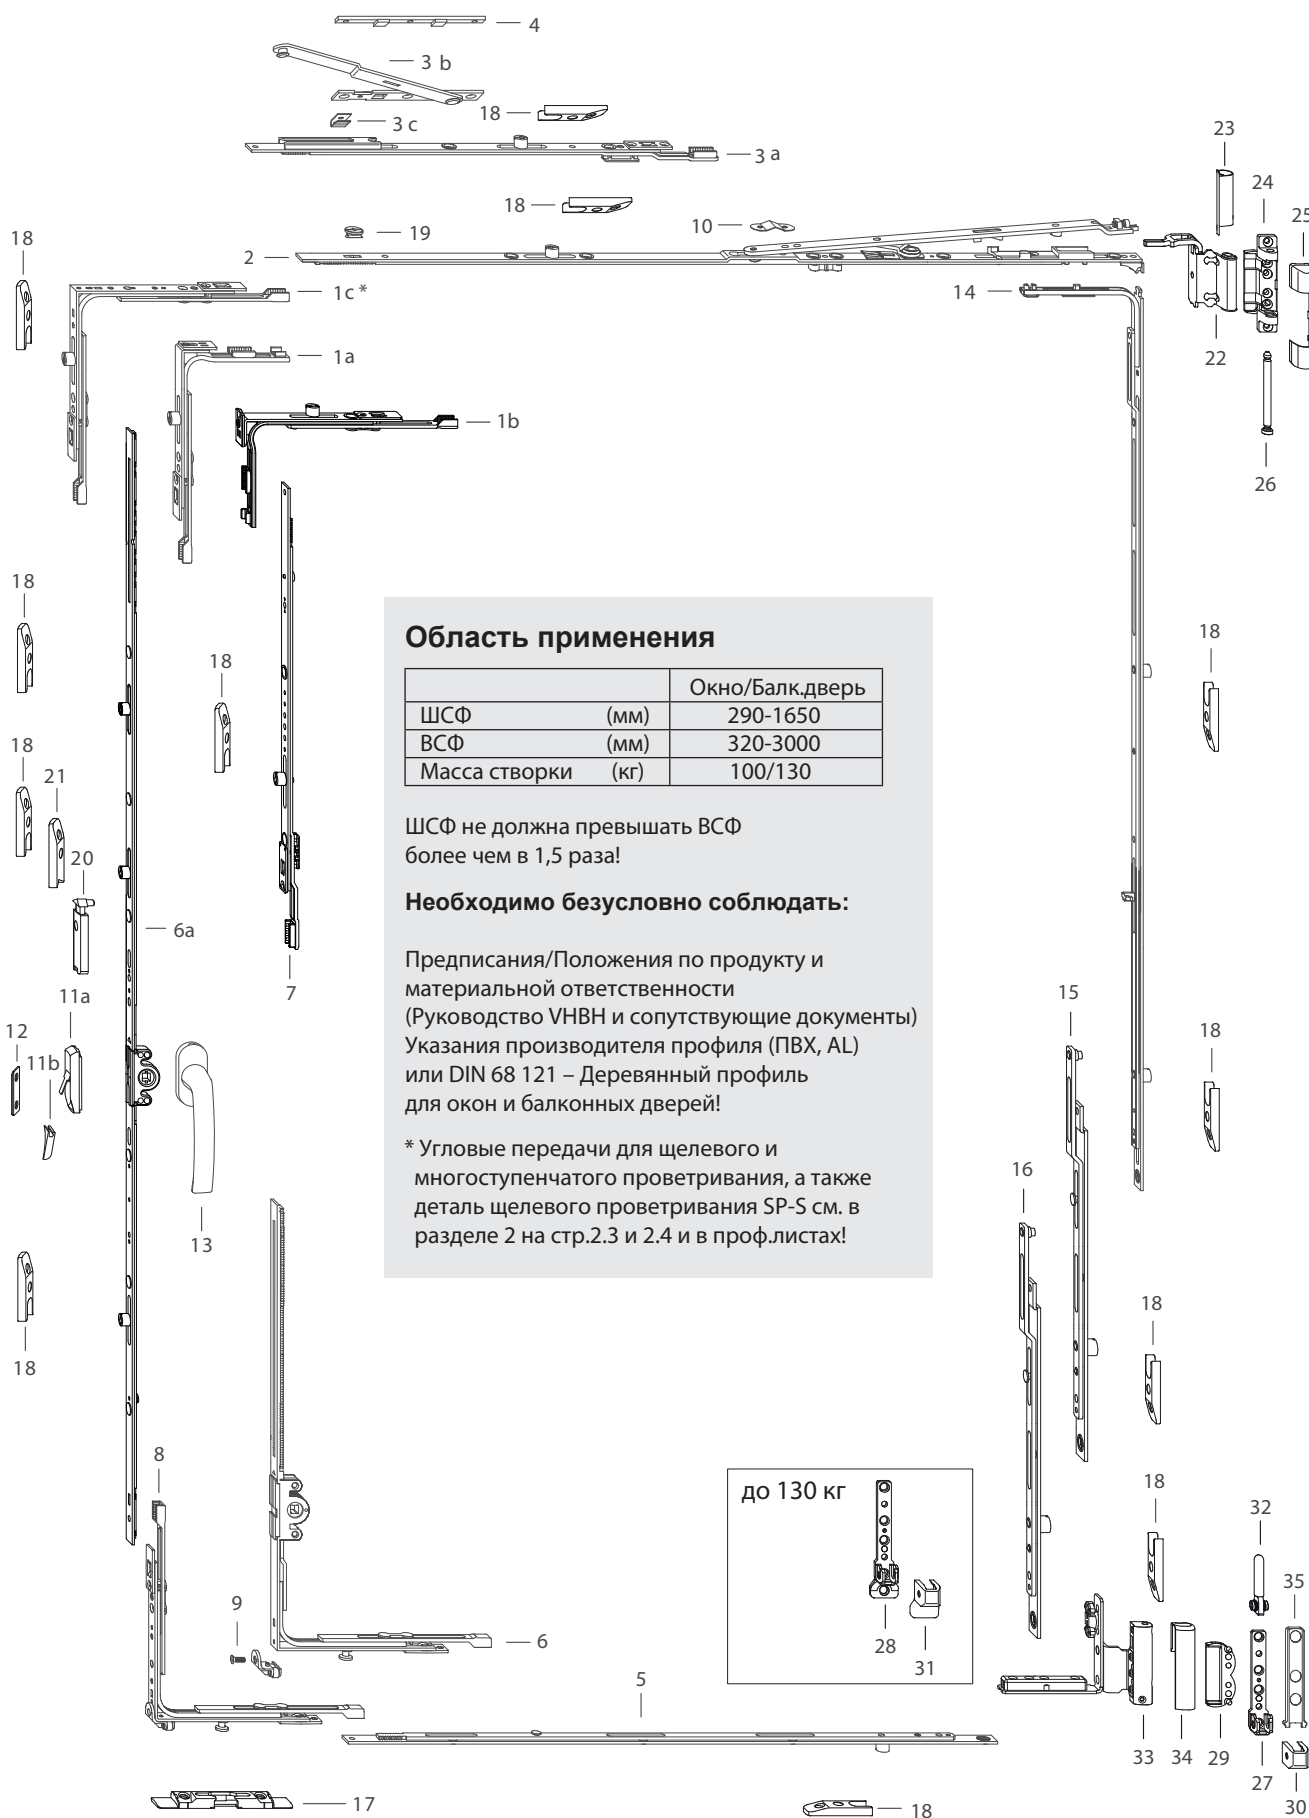 4
3 b
3 c
18
3 a
18
19
10
2
18
1c *
1a
1b
14
23
24
25
22
26
18
18
18
18
21
20
6a
7
11a
12
11b
13
18
Область применения
Окно/Балк.дверь
ШСФ (мм) 290-1650
ВСФ (мм) 320-3000
Масса створки (кг) 100/130
ШСФ не должна превышать ВСФ
более чем в 1,5 раза!
Необходимо безусловно соблюдать:
Предписания/Положения по продукту и
материальной ответственности
(Руководство VHBH и сопутствующие документы)
Указания производителя профиля (ПВХ, AL)
или DIN 68 121 – Деревянный профиль
для окон и балконных дверей!
* Угловые передачи для щелевого и
многоступенчатого проветривания, а также
деталь щелевого проветривания SP-S см. в
разделе 2 на стр.2.3 и 2.4 и в проф.листах!
15
18
16
18
18
32
35
8
9
6
до 130 кг
28
31
5
33
34
29
27
30
17
18